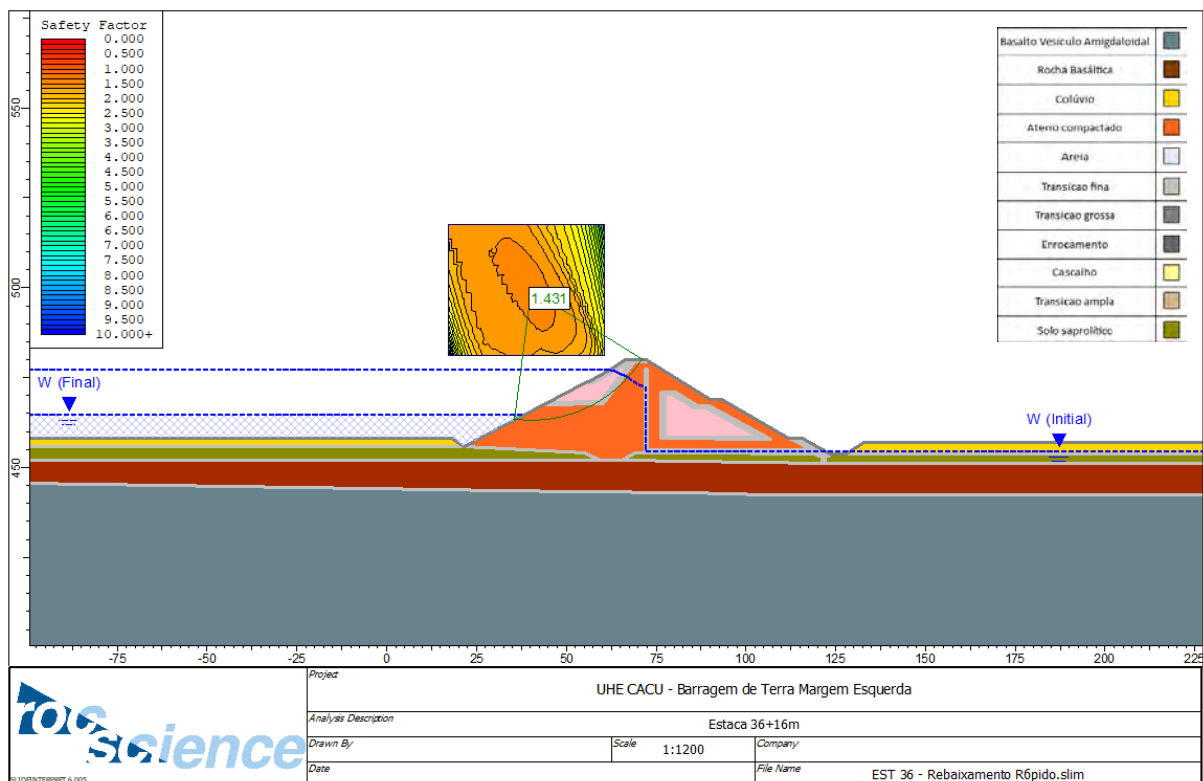 Safety Factor
0.000
0.500
1.000
1.500
2.000
2.500
3.000
3.500
4.000
4.500
5.000
5.500
6.000
6.500
7.000
7.500
8.000
8.500
9.000
9.500
10.000+
Basalto Vesículo Amigdaloidal
Rocha Basáltica
Colúvio
Aterro compactado
Areia
Transicao fina
Transicao grossa
Enrocamento
Cascalho
Transicao ampla
Solo saprolítico
550
500
450
1.431
W (Final)
W (Initial)
-75 -50 -25 0 25 50 75 100 125 150 175 200 225
rocscience
SLIDEINTERPRET 6.005
Project
UHE CACU - Barragem de Terra Margem Esquerda
Analysis Description
Estaca 36+16m
Drawn By
Scale 1:1200
Company
Date
File Name
EST 36 - Rebaixamento Rбpido.slim